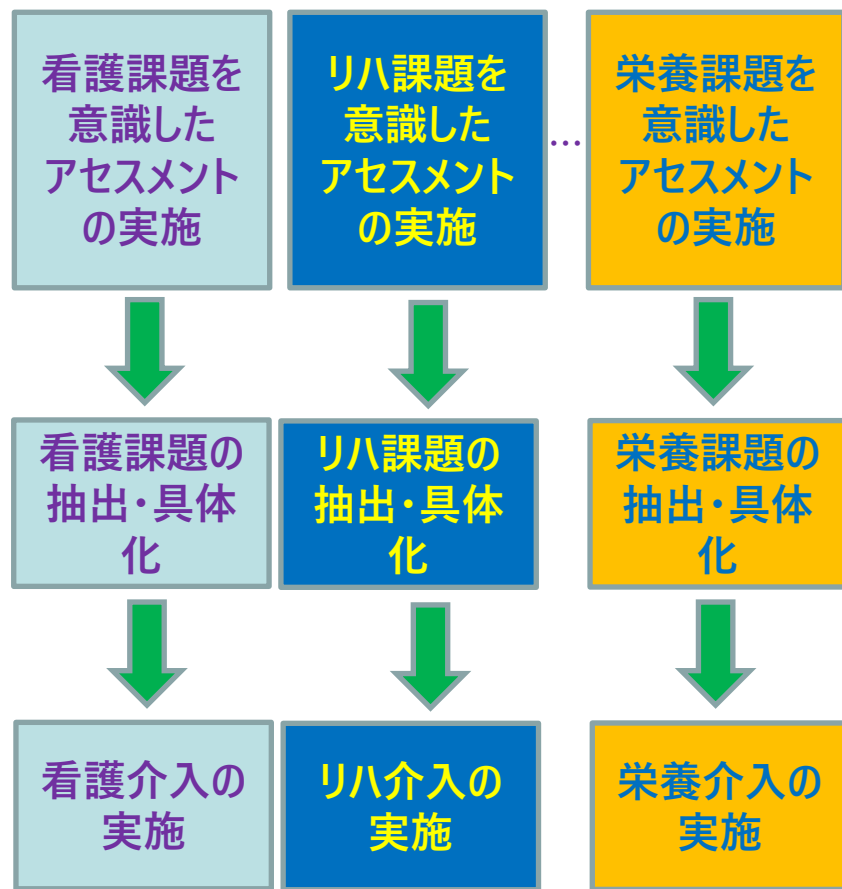 看護課題を
意識した
アセスメント
の実施
リハ課題を
意識した
アセスメント
の実施
…
栄養課題を
意識した
アセスメント
の実施
看護課題の
抽出・具体
化
リハ課題の
抽出・具体
化
栄養課題の
抽出・具体
化
看護介入の
実施
リハ介入の
実施
栄養介入の
実施